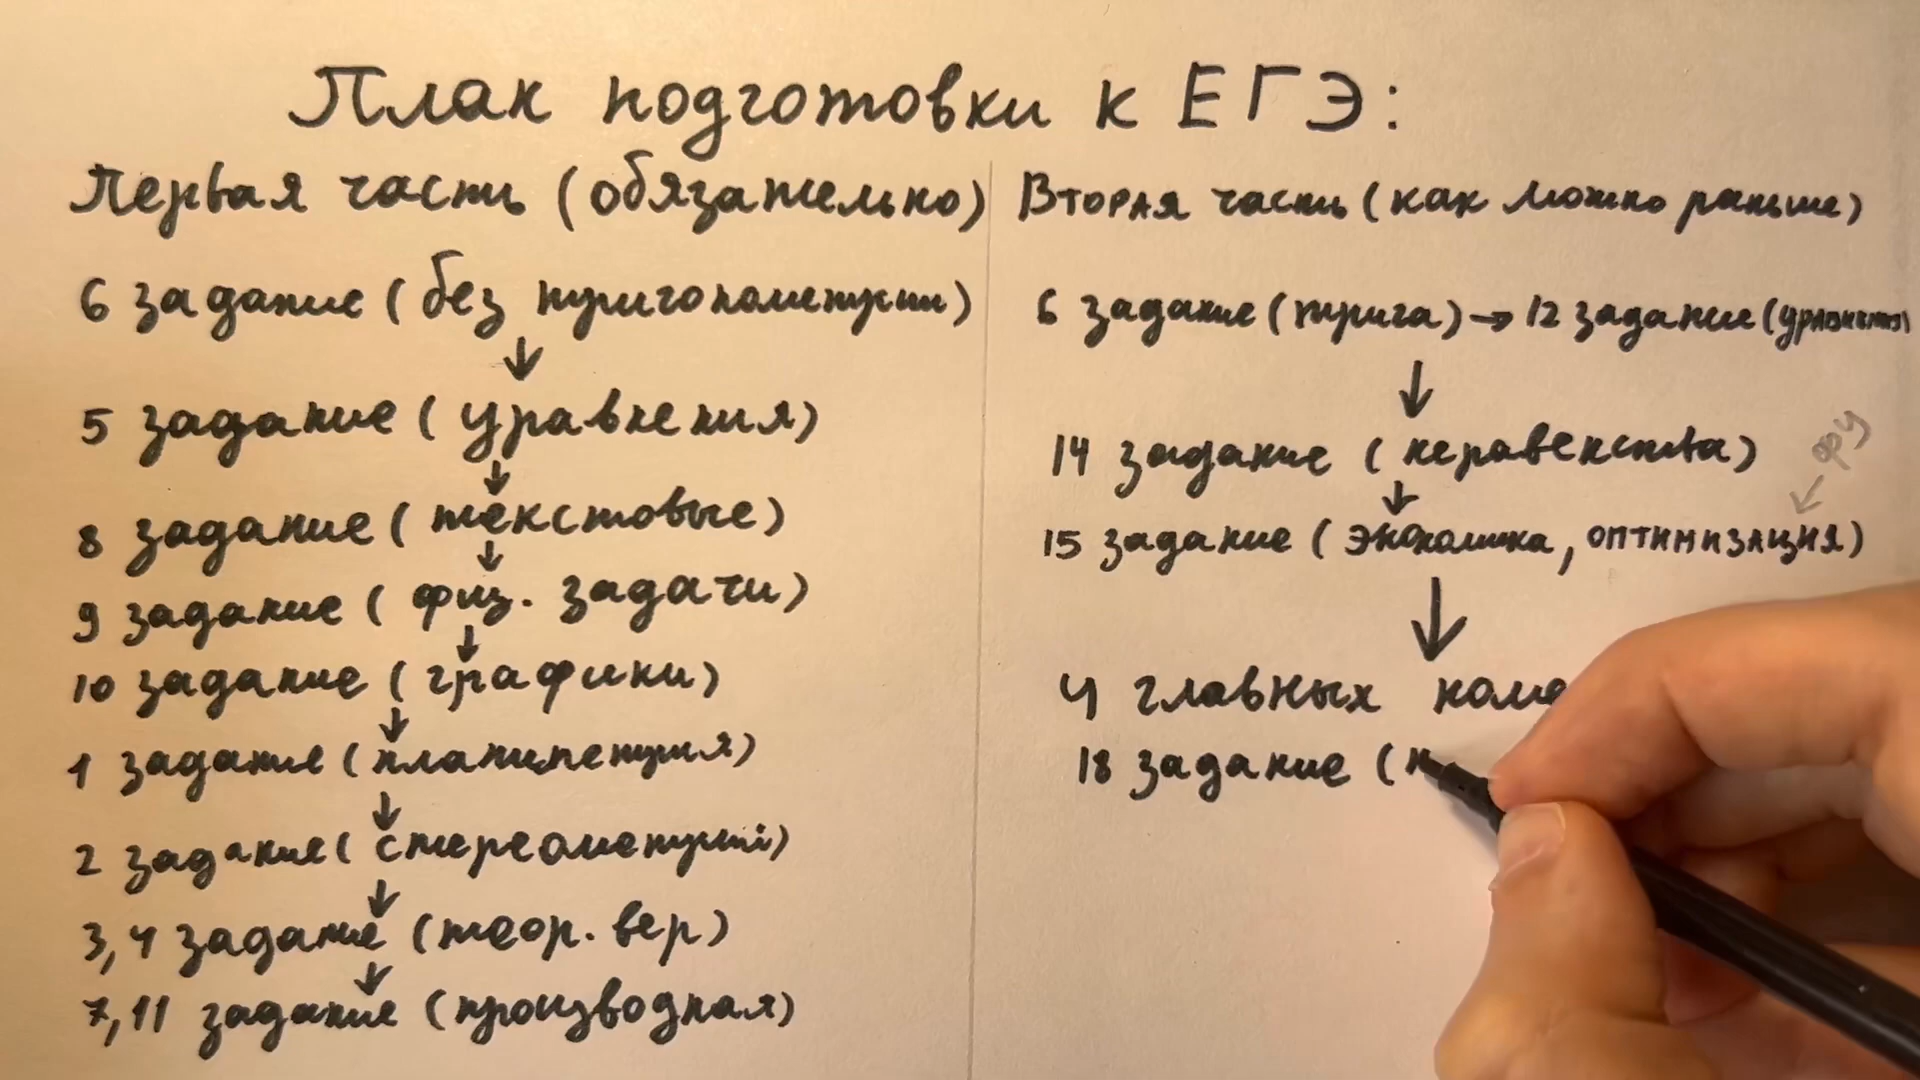 План подготовки к ЕГЭ:
Первая часть (обязательно)
6 задание (без тригонометрии)
↓
5 задание (уравнения)
↓
8 задание (текстовые)
↓
9 задание (физ. задачи)
↓
10 задание (графики)
↓
1 задание (планиметрия)
↓
2 задание (стереометрий)
↓
3,4 задание (теор. вер)
↓
7,11 задание (производная)
Вторая часть (как можно раньше)
6 задание (трига) → 12 задание (уравнения)
↓
14 задание (неравенства)
↓
15 задание (экономика, оптимизация)
↓
4 главных
18 задание (